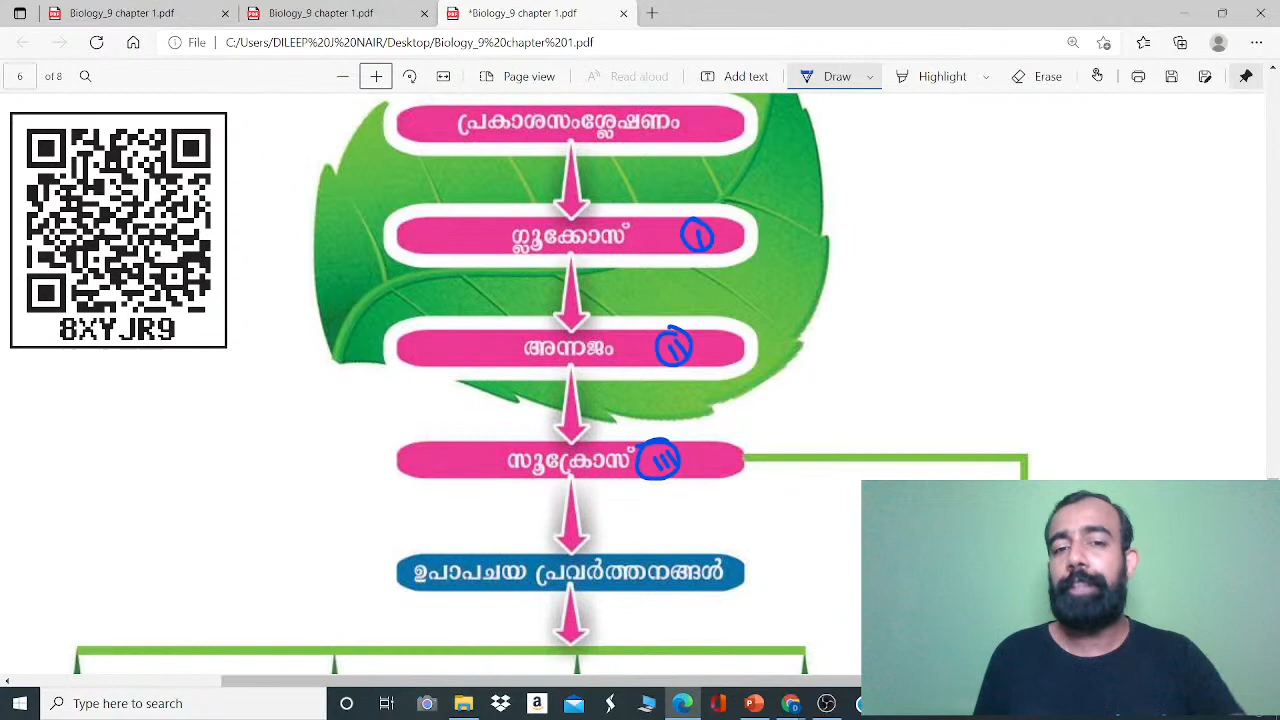 Biology_9 chapter 1.pdf
Biology_9 chapter 1.pdf
*Biology_9 chapter 1.pdf
File
C:/Users/DILEEP%20J%20NAIR/Desktop/Biology_9%20chapter%201.pdf
6 of 8
Page view
Read aloud
Add text
Draw
Highlight
Erase
പ്രകാശസംശ്ലേഷണം
ഗ്ലൂക്കോസ് I
അന്നജം II
സൂക്രോസ് III
ഉപാപചയ പ്രവർത്തനങ്ങൾ
8XYJR9
Type here to search